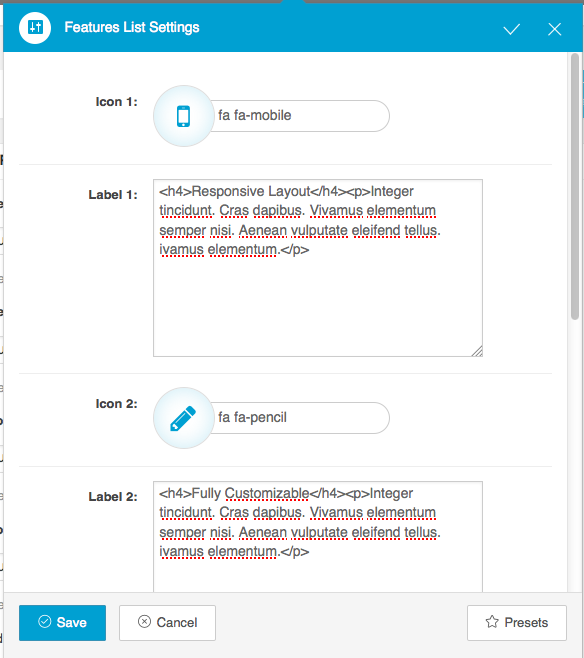 Features List Settings
Icon 1:
fa fa-mobile
Label 1:
<h4>Responsive Layout</h4><p>Integer
tincidunt. Cras dapibus. Vivamus elementum
semper nisi. Aenean vulputate eleifend tellus.
ivamus elementum.</p>
Icon 2:
fa fa-pencil
Label 2:
<h4>Fully Customizable</h4><p>Integer
tincidunt. Cras dapibus. Vivamus elementum
semper nisi. Aenean vulputate eleifend tellus.
ivamus elementum.</p>
Save
Cancel
Presets